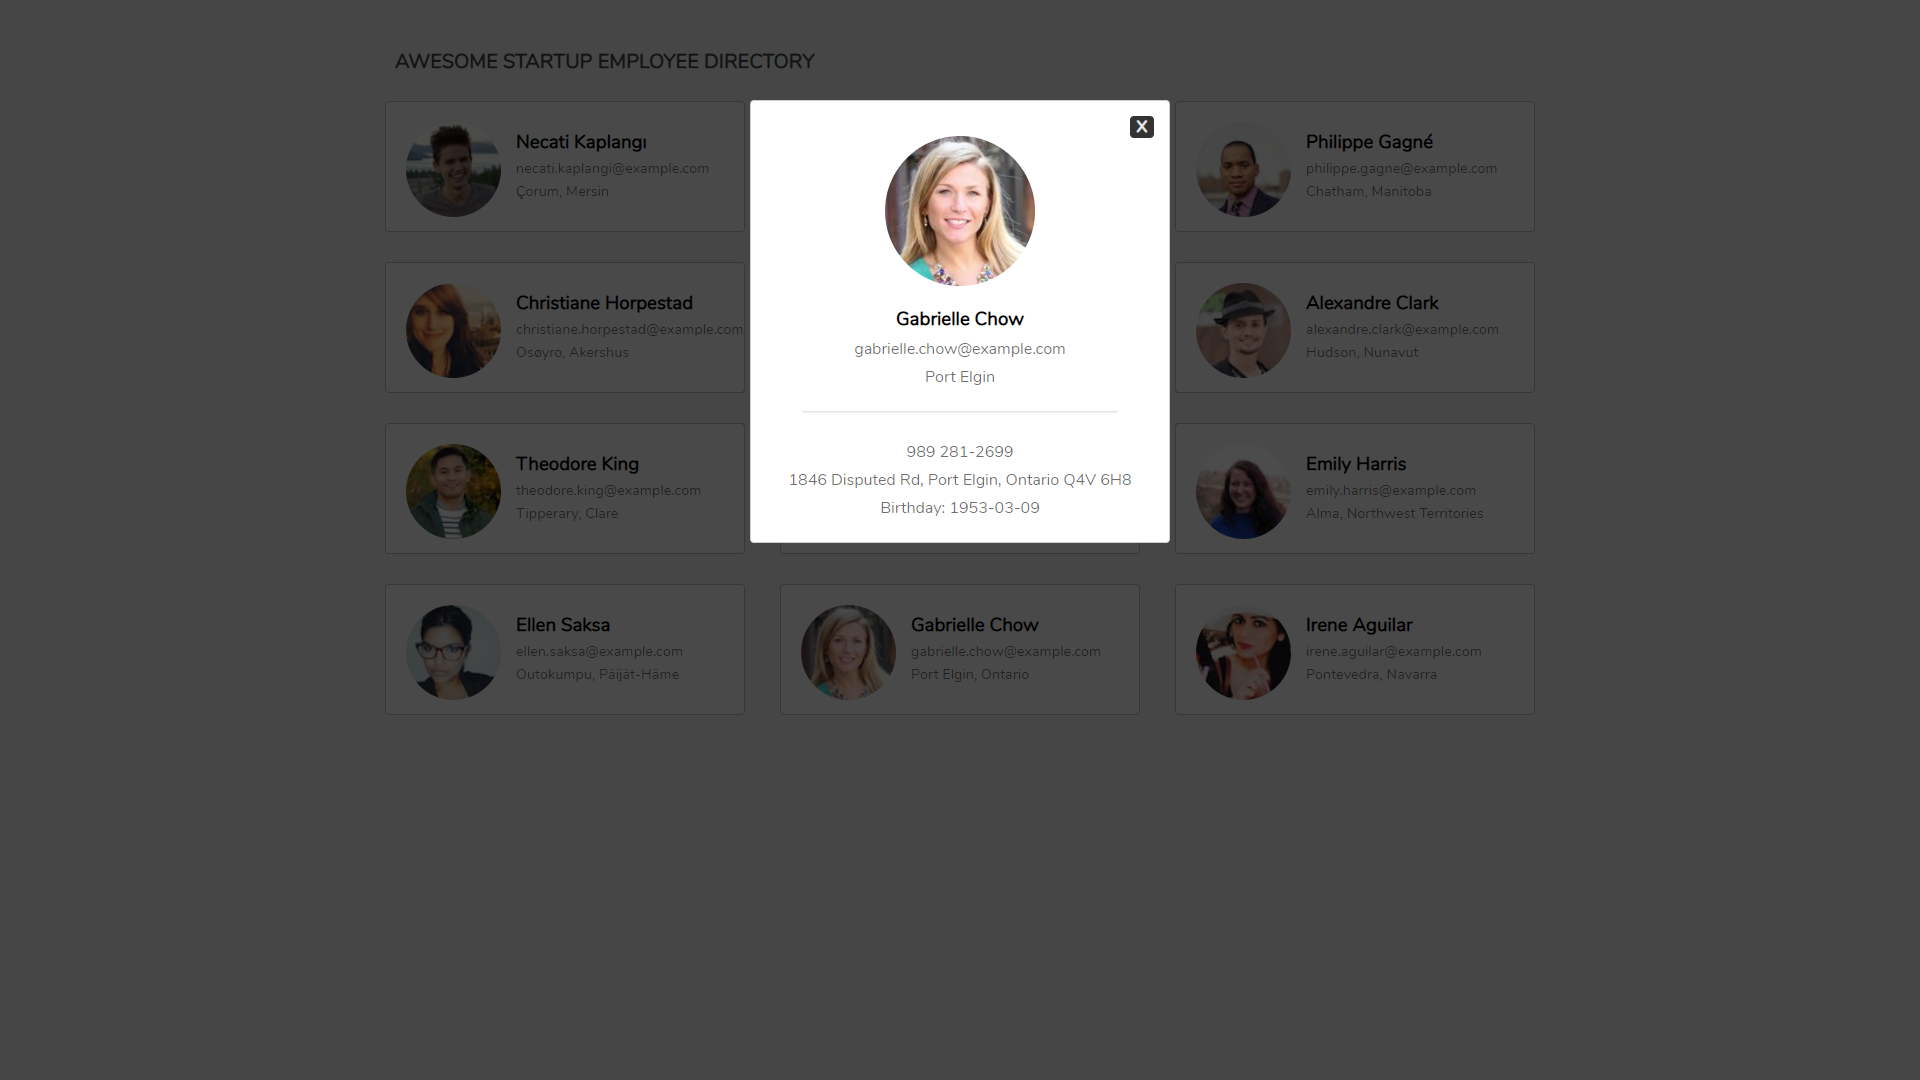 AWESOME STARTUP EMPLOYEE DIRECTORY
Necati Kaplangı
necati.kaplangi@example.com
Çorum, Mersin
X
Gabrielle Chow
gabrielle.chow@example.com
Port Elgin
989 281-2699
1846 Disputed Rd, Port Elgin, Ontario Q4V 6H8
Birthday: 1953-03-09
Philippe Gagné
philippe.gagne@example.com
Chatham, Manitoba
Christiane Horpestad
christiane.horpestad@example.com
Osøyro, Akershus
Alexandre Clark
alexandre.clark@example.com
Hudson, Nunavut
Theodore King
theodore.king@example.com
Tipperary, Clare
Emily Harris
emily.harris@example.com
Alma, Northwest Territories
Ellen Saksa
ellen.saksa@example.com
Outokumpu, Päijät-Häme
Gabrielle Chow
gabrielle.chow@example.com
Port Elgin, Ontario
Irene Aguilar
irene.aguilar@example.com
Pontevedra, Navarra